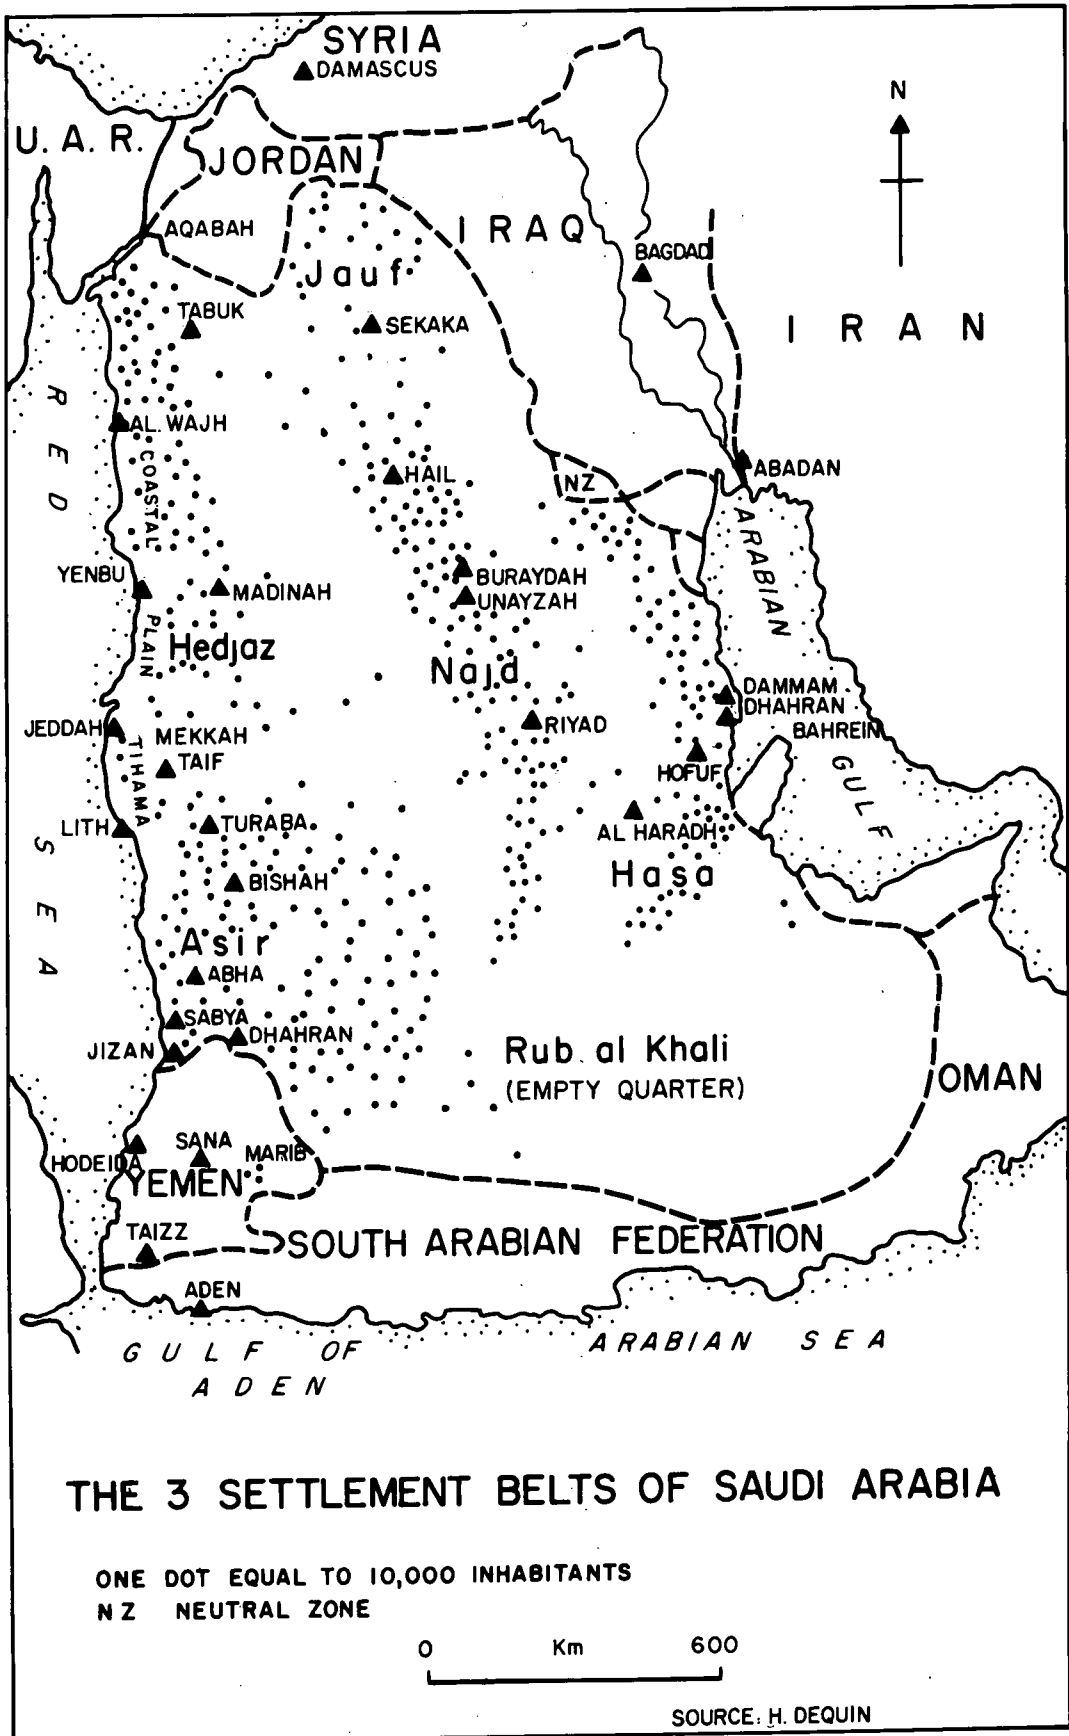 SYRIA
DAMASCUS
N
U. A. R.
JORDAN
AQABAH
IRAQ
BAGDAD
Jauf
TABUK
SEKAKA
IRAN
RED SEA
AL WAJH
COASTAL PLAIN
HAIL
NZ
ABADAN
ARABIAN GULF
YENBU
MADINAH
BURAYDAH
UNAYZAH
Hedjaz
Najd
DAMMAM
DHAHRAN
BAHREIN
JEDDAH
MEKKAH
TAIF
RIYAD
HOFUF
TIHAMA
LITH
TURABA
AL HARADH
BISHAH
Hasa
Asir
ABHA
SABYA
DHAHRAN
JIZAN
Rub al Khali
(EMPTY QUARTER)
OMAN
SANA
MARIB
HODEIDA
YEMEN
TAIZZ
SOUTH ARABIAN FEDERATION
ADEN
GULF OF
ADEN
ARABIAN SEA
THE 3 SETTLEMENT BELTS OF SAUDI ARABIA
ONE DOT EQUAL TO 10,000 INHABITANTS
NZ NEUTRAL ZONE
0 Km 600
SOURCE: H. DEQUIN